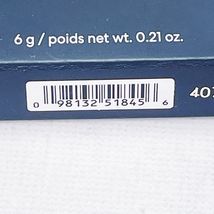 6 g / poids net wt. 0.21 oz.
0 98132 51845 6